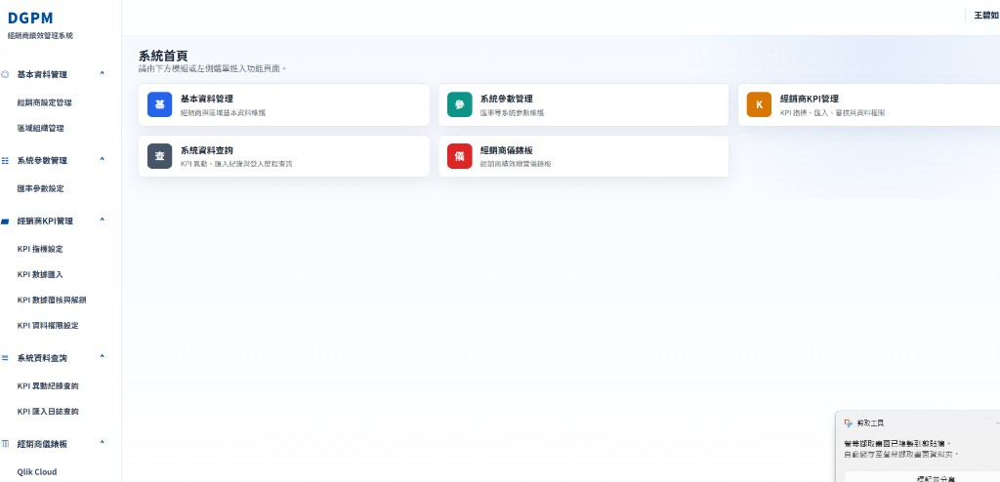 DGPM
經銷商績效管理系統
基本資料管理
經銷商設定管理
區域組織管理
系統參數管理
匯率參數設定
經銷商KPI管理
KPI 指標設定
KPI 數據匯入
KPI 數據覆核與解鎖
KPI 資料權限設定
系統資料查詢
KPI 異動紀錄查詢
KPI 匯入日誌查詢
經銷商儀錶板
Qlik Cloud
王碧如
系統首頁
請由下方模組或左側選單進入功能頁面。
基
基本資料管理
經銷商與區域基本資料維護
參
系統參數管理
匯率等系統參數維護
K
經銷商KPI管理
KPI 指標、匯入、審核與資料權限
查
系統資料查詢
KPI 異動、匯入紀錄與登入歷程查詢
儀
經銷商儀錶板
經銷商績效總覽儀錶板
剪取工具
螢幕擷取畫面已複製到剪貼簿。
自動儲存至螢幕擷取畫面資料夾。
標記並分享